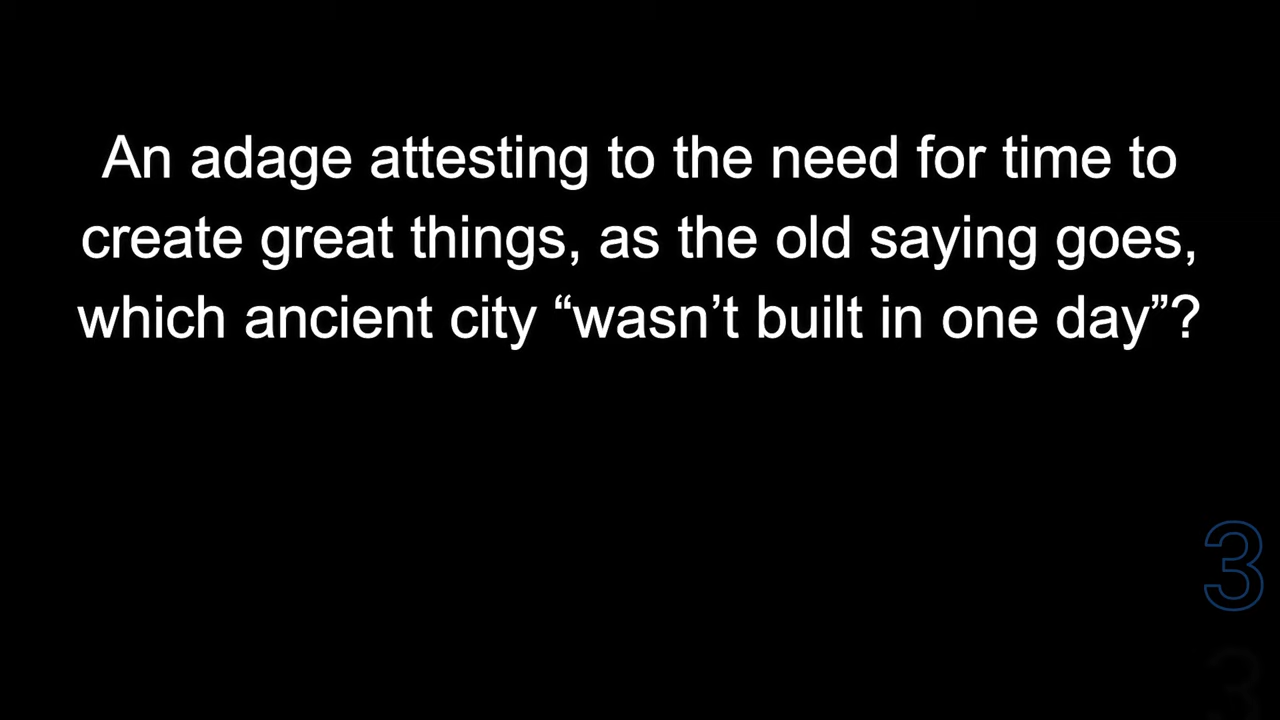 An adage attesting to the need for time to
create great things, as the old saying goes,
which ancient city “wasn’t built in one day”?
3
3